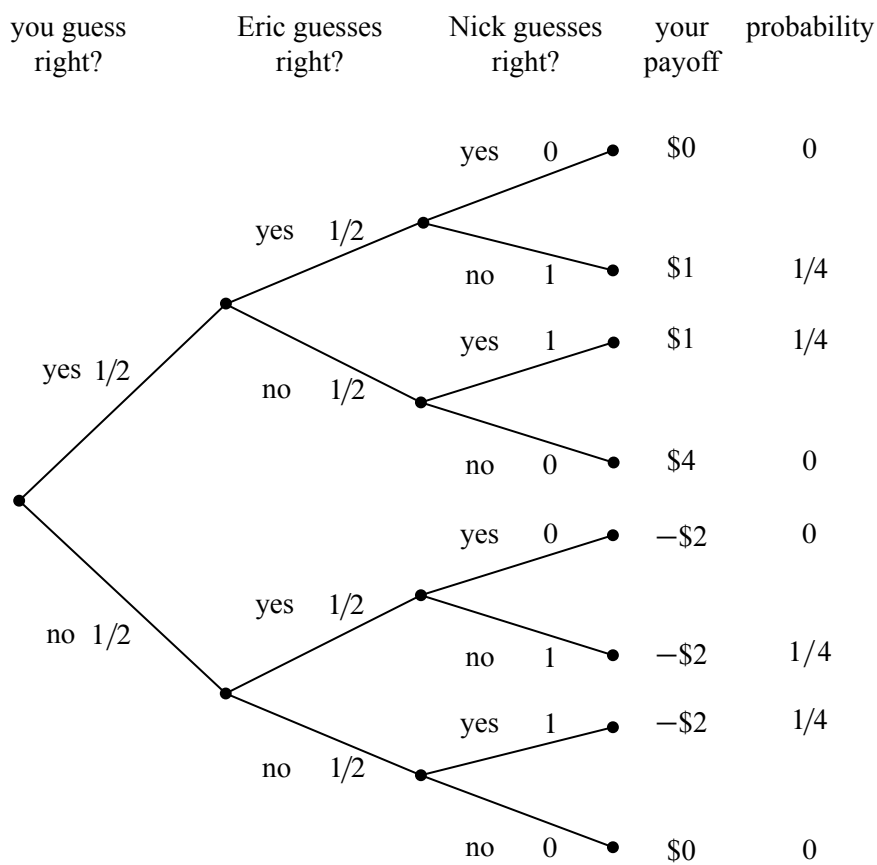 you guess right?
Eric guesses right?
Nick guesses right?
your payoff
probability
yes 0 $0 0
yes 1/2
no 1 $1 1/4
yes 1 $1 1/4
yes 1/2
no 1/2
no 0 $4 0
yes 0 −$2 0
yes 1/2
no 1/2
no 1 −$2 1/4
yes 1 −$2 1/4
no 1/2
no 0 $0 0